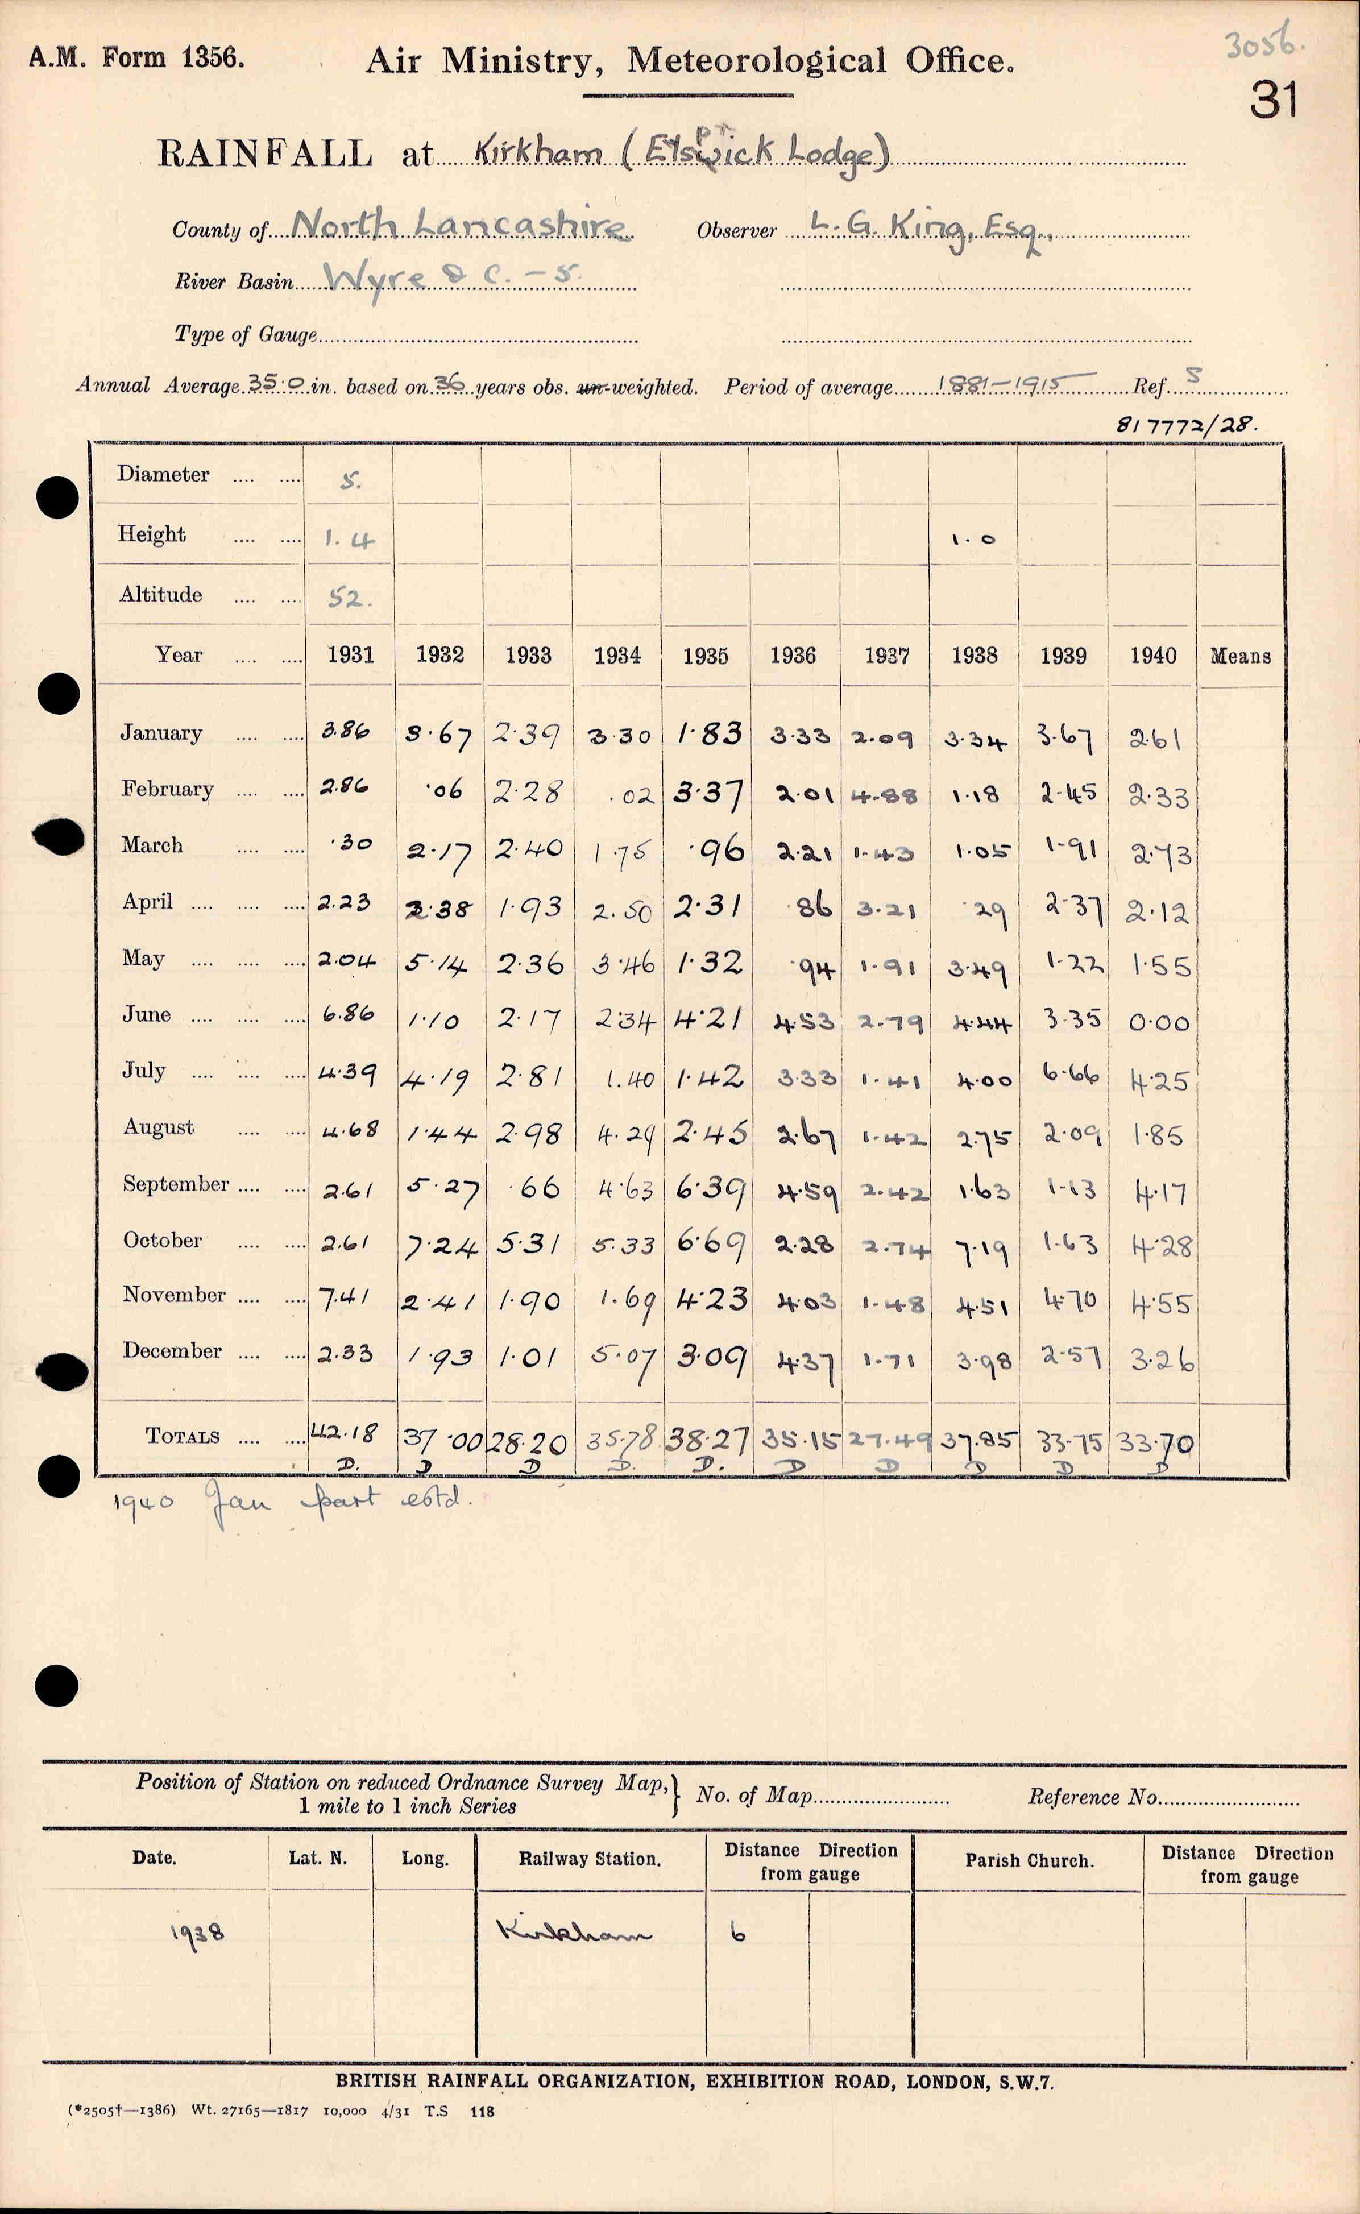 3056.
A.M. Form 1356. Air Ministry, Meteorological Office.
31
RAINFALL at Kirkham (Elswick Lodge)
County of North Lancashire Observer L. G. King, Esq.,
River Basin Wyre & C. - 5.
Type of Gauge
Annual Average 35.0 in. based on 36 years obs. un-weighted. Period of average 1881-1915 Ref. S
817772/28.
Diameter 5.
Height 1.4 1.0
Altitude 52.
Year 1931 1932 1933 1934 1935 1936 1937 1938 1939 1940 Means
January 3.86 3.67 2.39 3.30 1.83 3.33 2.09 3.34 3.67 2.61
February 2.86 .06 2.28 .02 3.37 2.01 4.88 1.18 2.45 2.33
March .30 2.17 2.40 1.75 .96 2.21 1.43 1.05 1.91 2.73
April 2.23 2.38 1.93 2.50 2.31 .86 3.21 .29 2.37 2.12
May 2.04 5.14 2.36 3.46 1.32 .94 1.91 3.49 1.22 1.55
June 6.86 1.10 2.17 2.34 4.21 4.53 2.79 4.44 3.35 0.00
July 4.39 4.19 2.81 1.40 1.42 3.33 1.41 4.00 6.66 4.25
August 4.68 1.44 2.98 4.29 2.45 2.67 1.42 2.75 2.09 1.85
September 2.61 5.27 .66 4.63 6.39 4.59 2.42 1.63 1.13 4.17
October 2.61 7.24 5.31 5.33 6.69 2.28 2.74 7.19 1.63 4.28
November 7.41 2.41 1.90 1.69 4.23 4.03 1.48 4.51 4.70 4.55
December 2.33 1.93 1.01 5.07 3.09 4.37 1.71 3.98 2.57 3.26
TOTALS 42.18 37.00 28.20 35.78 38.27 35.15 27.49 37.85 33.75 33.70
D. D D D. D. D D D D D
1940 Jan part estd.
Position of Station on reduced Ordnance Survey Map, } No. of Map Reference No.
1 mile to 1 inch Series
Date. Lat. N. Long. Railway Station. Distance Direction from gauge Parish Church. Distance Direction from gauge
1938 Kirkham 6
BRITISH RAINFALL ORGANIZATION, EXHIBITION ROAD, LONDON, S.W.7.
(*2505†—1386) Wt. 27165—1817 10,000 4/31 T.S 118